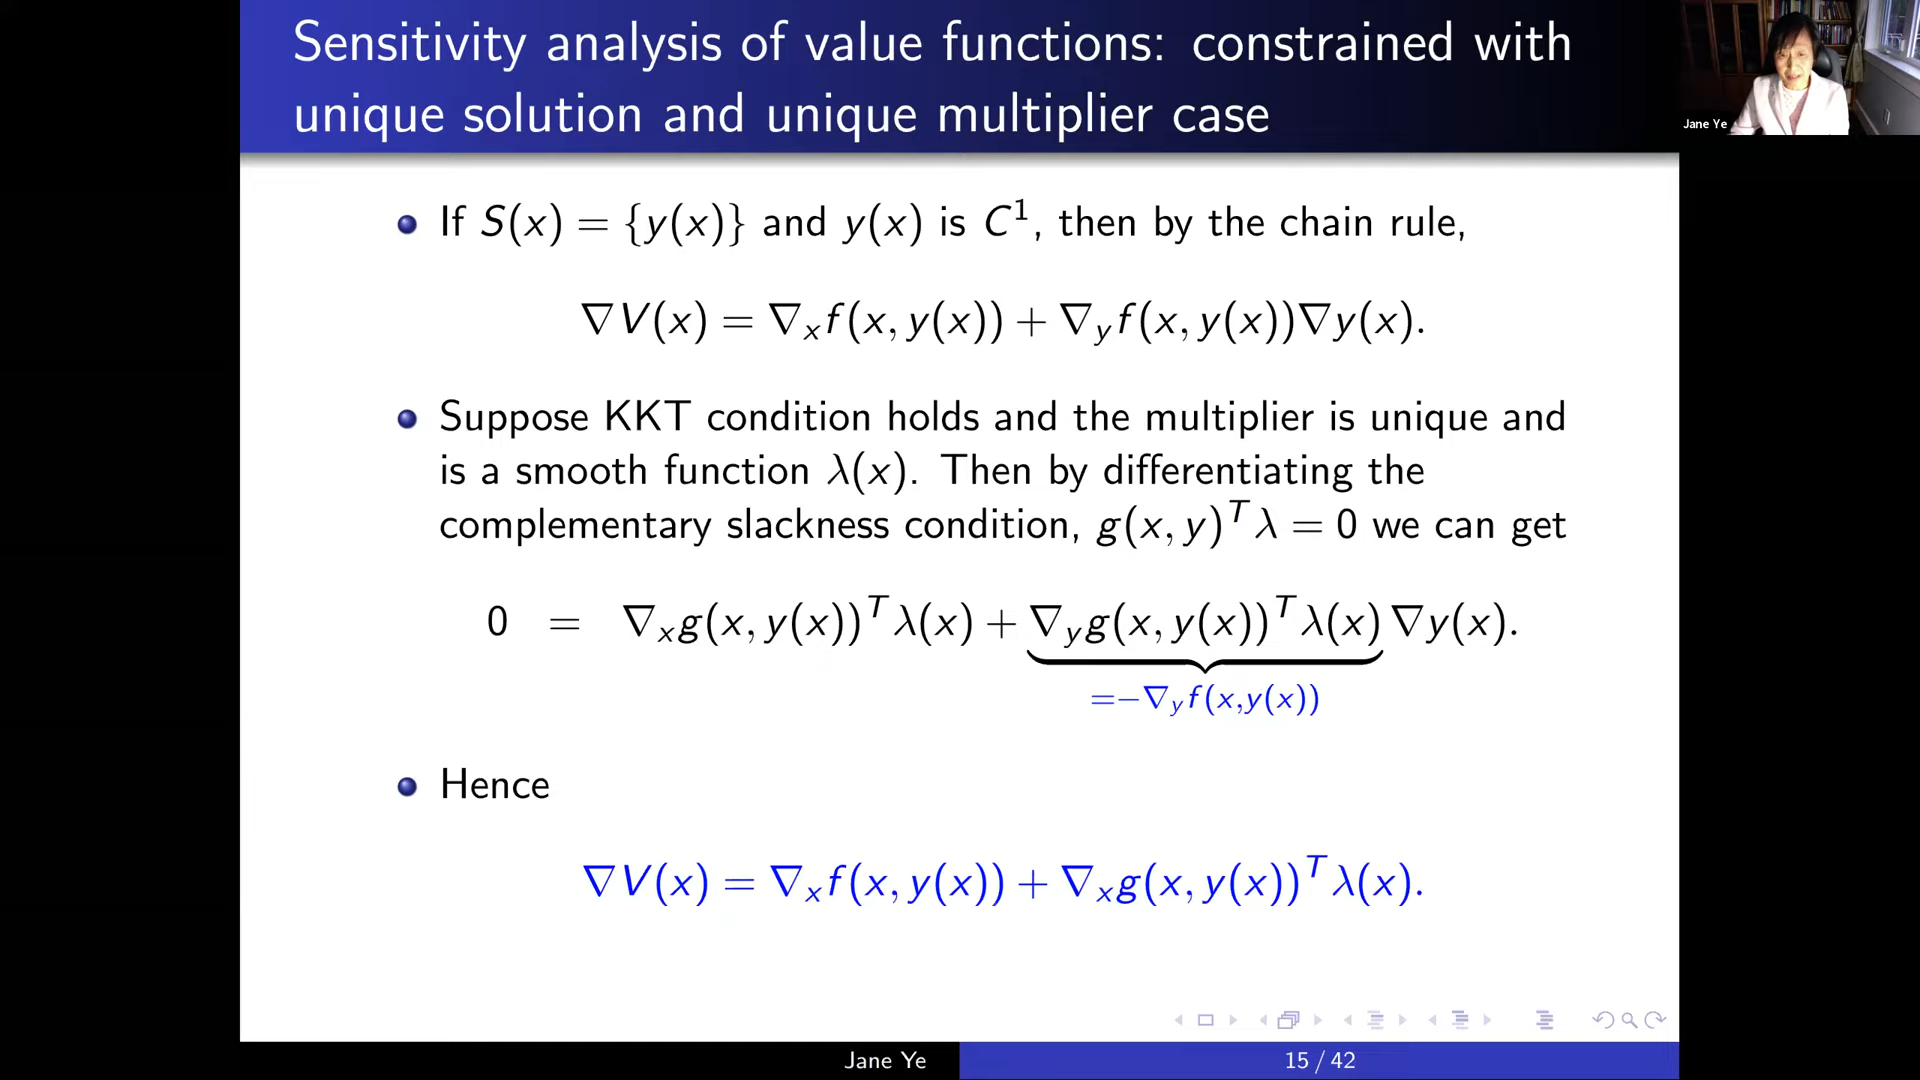 Sensitivity analysis of value functions: constrained with
unique solution and unique multiplier case
Jane Ye
If S(x) = {y(x)} and y(x) is C¹, then by the chain rule,
∇V(x) = ∇ₓf(x, y(x)) + ∇_y f(x, y(x))∇y(x).
Suppose KKT condition holds and the multiplier is unique and
is a smooth function λ(x). Then by differentiating the
complementary slackness condition, g(x, y)ᵀλ = 0 we can get
0 = ∇ₓg(x, y(x))ᵀλ(x) + ∇_y g(x, y(x))ᵀλ(x) ∇y(x).
=−∇_y f(x,y(x))
Hence
∇V(x) = ∇ₓf(x, y(x)) + ∇ₓg(x, y(x))ᵀλ(x).
Jane Ye
15 / 42